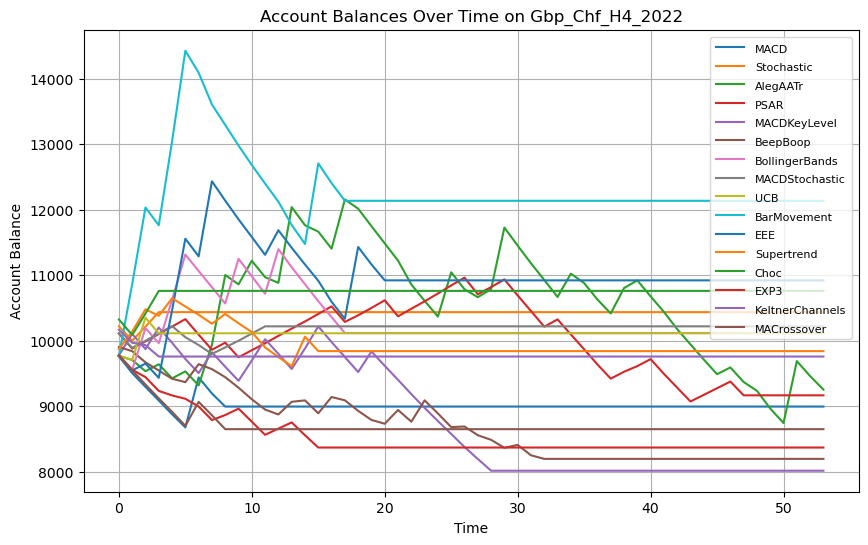 Account Balances Over Time on Gbp_Chf_H4_2022
Account Balance
14000
13000
12000
11000
10000
9000
8000
0
10
20
30
40
50
Time
MACD
Stochastic
AlegAATr
PSAR
MACDKeyLevel
BeepBoop
BollingerBands
MACDStochastic
UCB
BarMovement
EEE
Supertrend
Choc
EXP3
KeltnerChannels
MACrossover